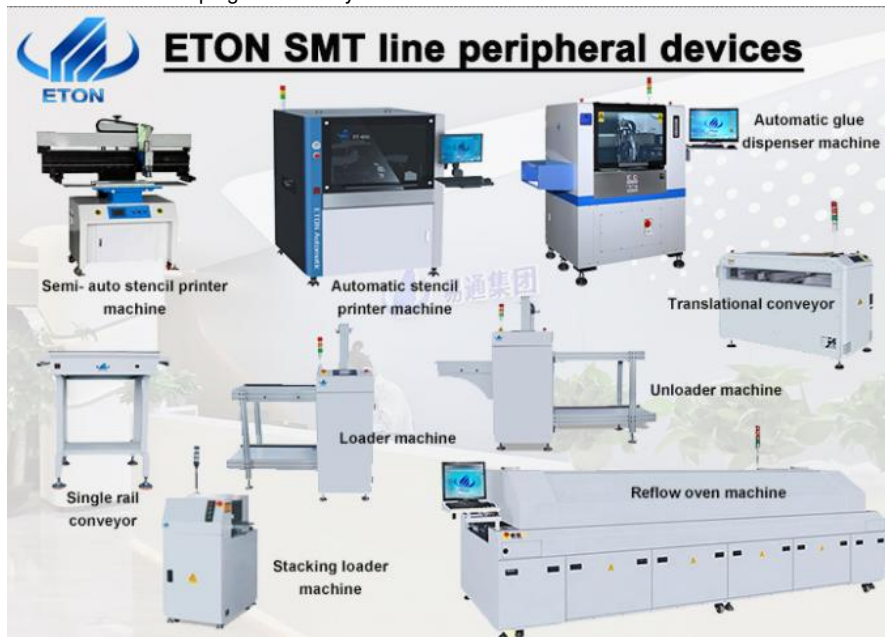 ETON SMT line peripheral devices
ETON
Automatic glue
dispenser machine
Semi- auto stencil printer
machine
Automatic stencil
printer machine
易通集团
Translational conveyor
Unloader machine
Loader machine
Single rail
conveyor
Reflow oven machine
Stacking loader
machine
ETON Automatic